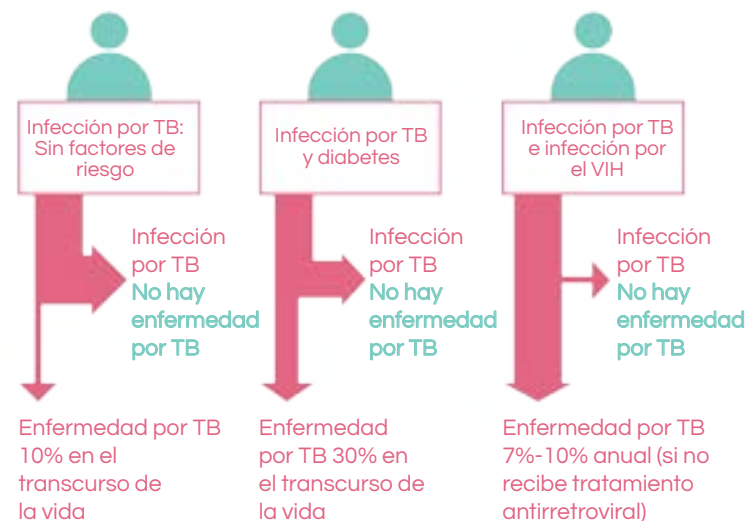 Infección por TB:
Sin factores de
riesgo
Infección
por TB
No hay
enfermedad
por TB
Enfermedad por TB
10% en el
transcurso de
la vida
Infección por TB
y diabetes
Infección
por TB
No hay
enfermedad
por TB
Enfermedad
por TB 30% en
el transcurso de
la vida
Infección por TB
e infección por
el VIH
Infección
por TB
No hay
enfermedad
por TB
Enfermedad por TB
7%-10% anual (si no
recibe tratamiento
antirretroviral)